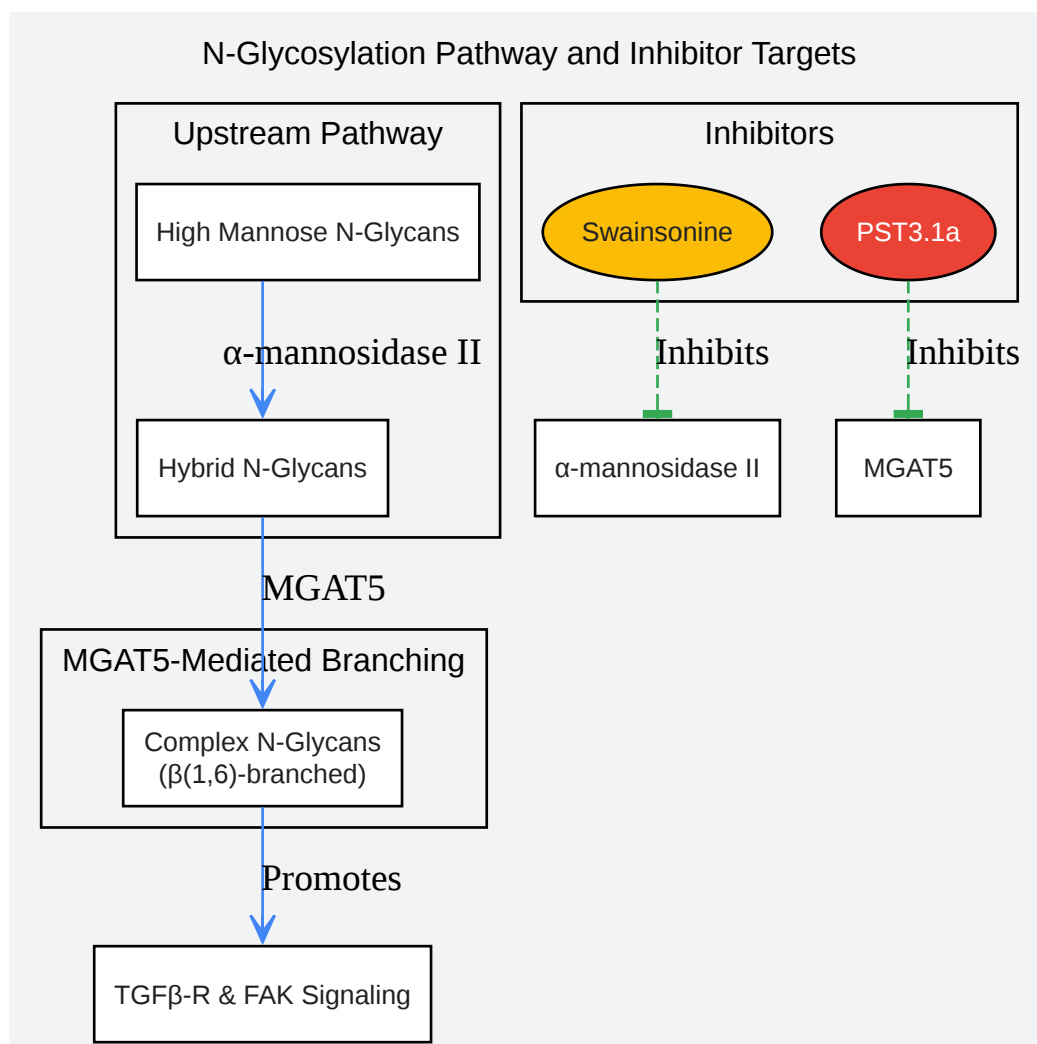 N-Glycosylation Pathway and Inhibitor Targets
Upstream Pathway
High Mannose N-Glycans
α-mannosidase II
Hybrid N-Glycans
MGAT5
MGAT5-Mediated Branching
Complex N-Glycans
(β(1,6)-branched)
Promotes
TGFβ-R & FAK Signaling
Inhibitors
Swainsonine
PST3.1a
Inhibits
Inhibits
α-mannosidase II
MGAT5